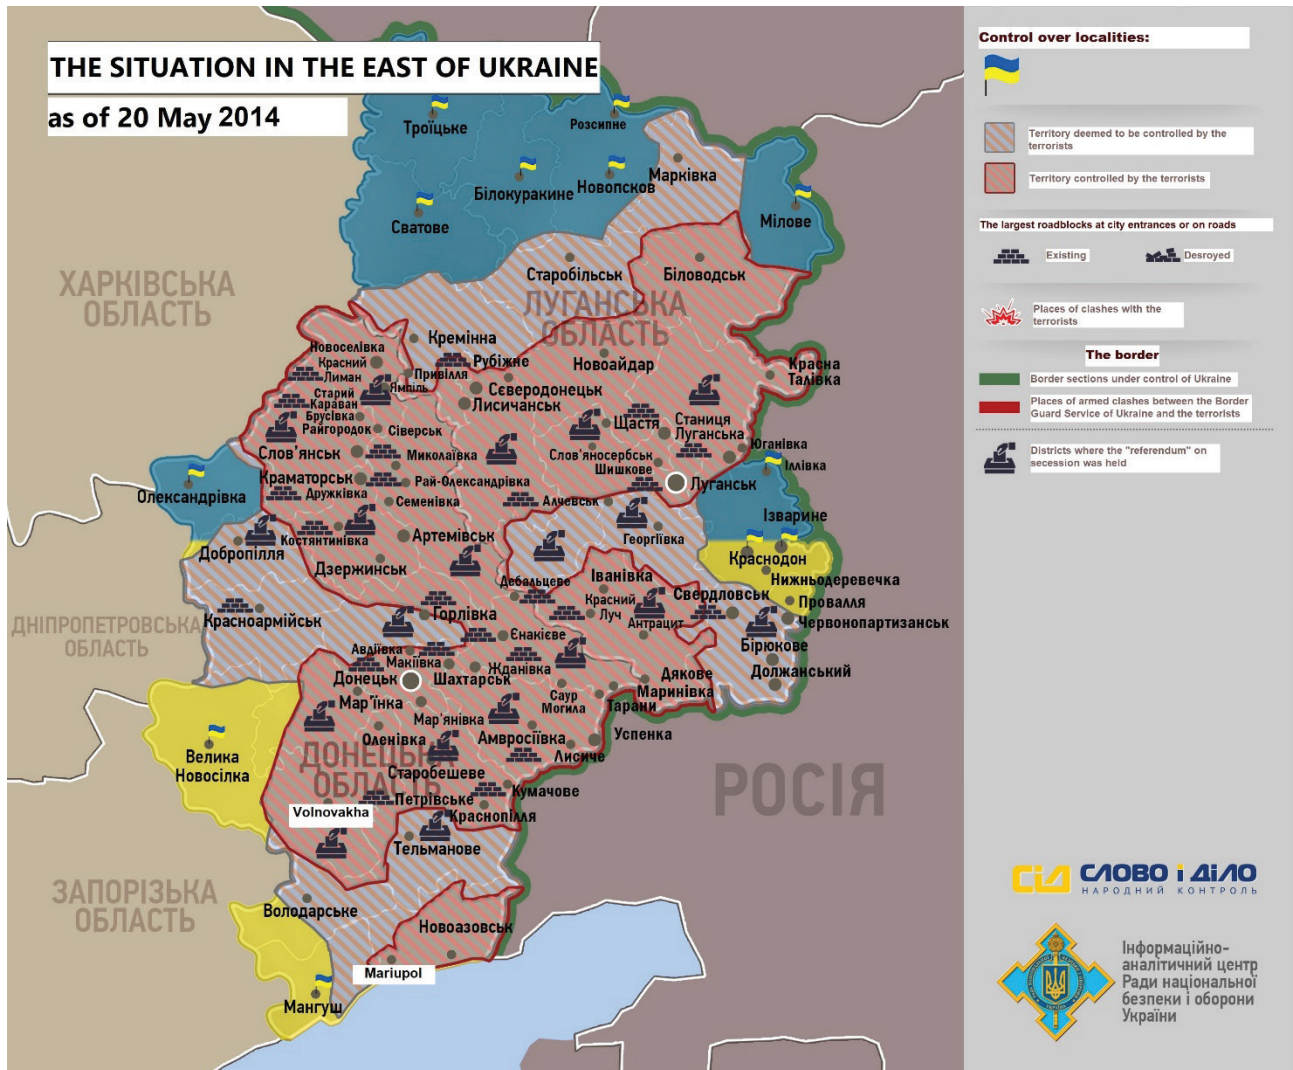 THE SITUATION IN THE EAST OF UKRAINE
as of 20 May 2014
Троїцьке
Розсипне
Білокуракине
Новопсков
Марківка
Сватове
Мілове
ХАРКІВСЬКА
ОБЛАСТЬ
Старобільськ
Біловодськ
ЛУГАНСЬКА
ОБЛАСТЬ
Кремінна
Новоселівка
Красний
Лиман
Рубіжне
Привілля
Ямпіль
Новоайдар
Красна
Талівка
Старий
Караван
Брусівка
Райгородок
Сєвєродонецьк
Лисичанськ
Сіверськ
Щастя
Станиця
Луганська
Юганівка
Слов'янськ
Миколаївка
Слов'яносербськ
Шишкове
Іллівка
Краматорськ
Рай-Олександрівка
Луганськ
Олександрівка
Дружківка
Семенівка
Алчевськ
Ізварине
Добропілля
Костянтинівка
Артемівськ
Георгіївка
Краснодон
Дзержинськ
Дебальцеве
Іванівка
Нижньодеревечка
Красноармійськ
Горлівка
Красний
Луч
Свердловськ
Провалля
ДНІПРОПЕТРОВСЬКА
ОБЛАСТЬ
Єнакієве
Антрацит
Червонопартизанськ
Авдіївка
Макіївка
Жданівка
Бірюкове
Донецьк
Шахтарськ
Дякове
Должанський
Мар'їнка
Саур
Могила
Маринівка
Тарани
Мар'янівка
Оленівка
Амвросіївка
Успенка
Велика
Новосілка
ДОНЕЦЬКА
ОБЛАСТЬ
Лисиче
Старобешеве
Кумачове
Петрівське
Volnovakha
Краснопілля
Тельманове
РОСІЯ
ЗАПОРІЗЬКА
ОБЛАСТЬ
Володарське
Новоазовськ
Mariupol
Мангуш
Control over localities:
Territory deemed to be controlled by the
terrorists
Territory controlled by the terrorists
The largest roadblocks at city entrances or on roads
Existing
Desroyed
Places of clashes with the
terrorists
The border
Border sections under control of Ukraine
Places of armed clashes between the Border
Guard Service of Ukraine and the terrorists
Districts where the "referendum" on
secession was held
СІД СЛОВО і ДІЛО
НАРОДНИЙ КОНТРОЛЬ
Інформаційно-
аналітичний центр
Ради національної
безпеки і оборони
України